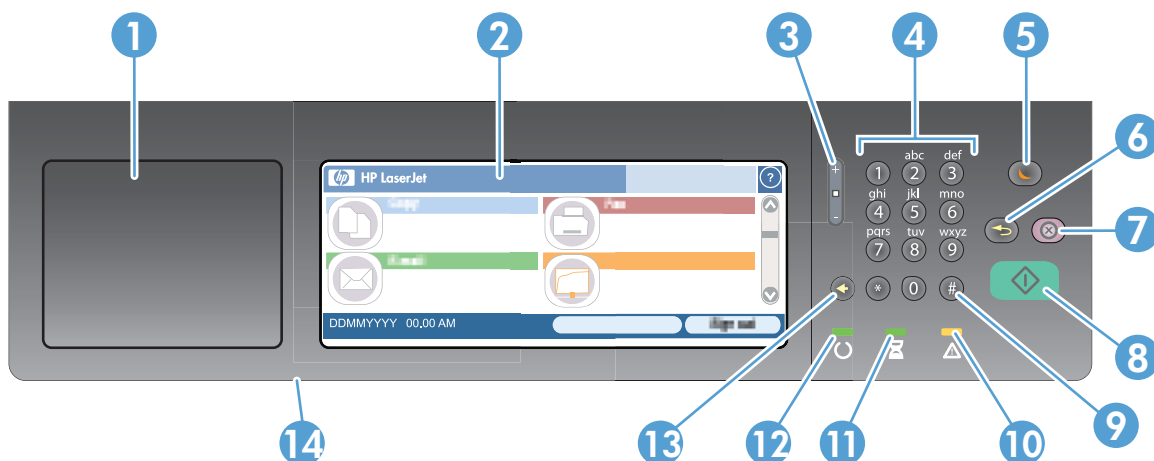 1 2 3 4 5
6
7
8
9
10
11
12
13
14
hp HP LaserJet ?
DDMMYYYY 00.00 AM
+
-
1
abc 2
def 3
ghi 4
jkl 5
mno 6
pqrs 7
tuv 8
wxyz 9
* 0 #